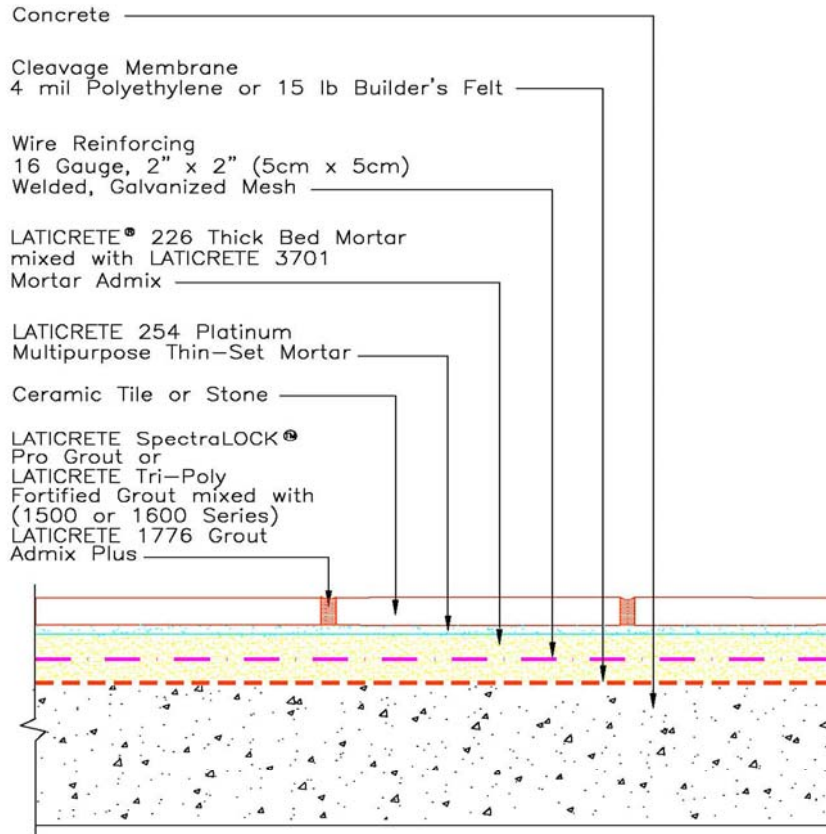 Concrete
Cleavage Membrane
4 mil Polyethylene or 15 lb Builder's Felt
Wire Reinforcing
16 Gauge, 2" x 2" (5cm x 5cm)
Welded, Galvanized Mesh
LATICRETE® 226 Thick Bed Mortar
mixed with LATICRETE 3701
Mortar Admix
LATICRETE 254 Platinum
Multipurpose Thin-Set Mortar
Ceramic Tile or Stone
LATICRETE SpectraLOCK™
Pro Grout or
LATICRETE Tri-Poly
Fortified Grout mixed with
(1500 or 1600 Series)
LATICRETE 1776 Grout
Admix Plus